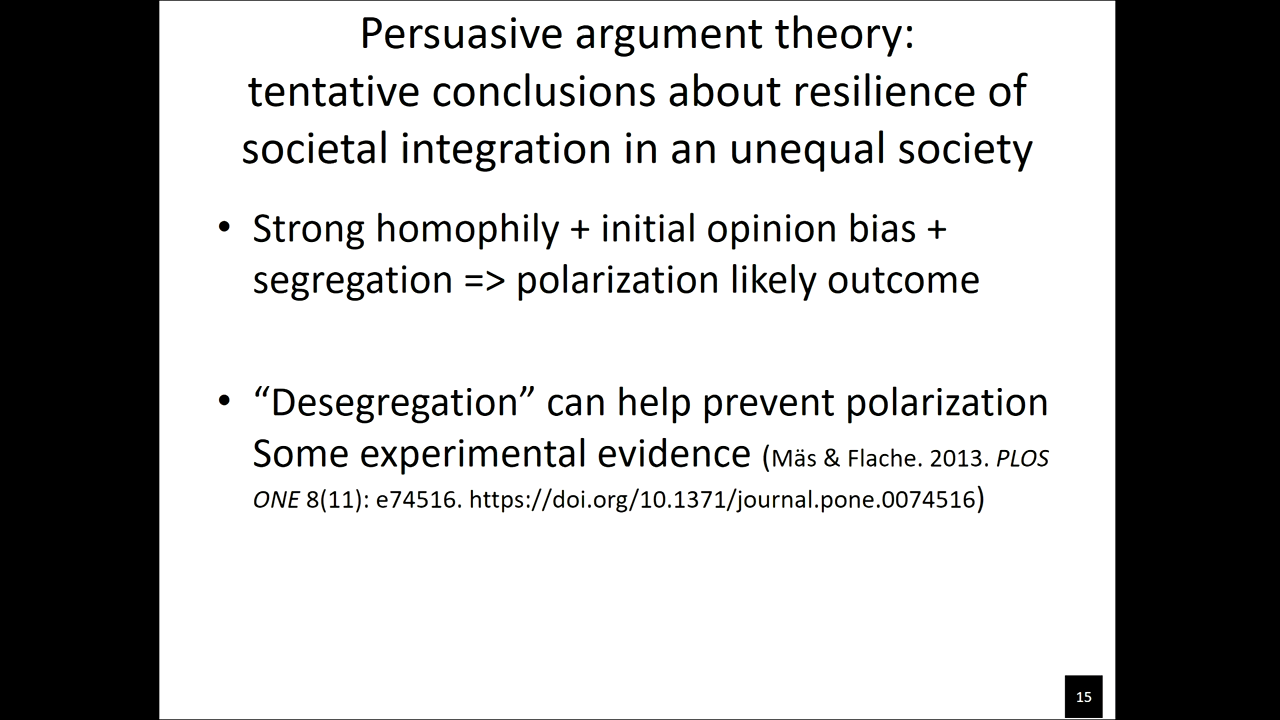 Persuasive argument theory:
tentative conclusions about resilience of
societal integration in an unequal society
• Strong homophily + initial opinion bias +
segregation => polarization likely outcome
• “Desegregation” can help prevent polarization
Some experimental evidence (Mäs & Flache. 2013. PLOS
ONE 8(11): e74516. https://doi.org/10.1371/journal.pone.0074516)
15